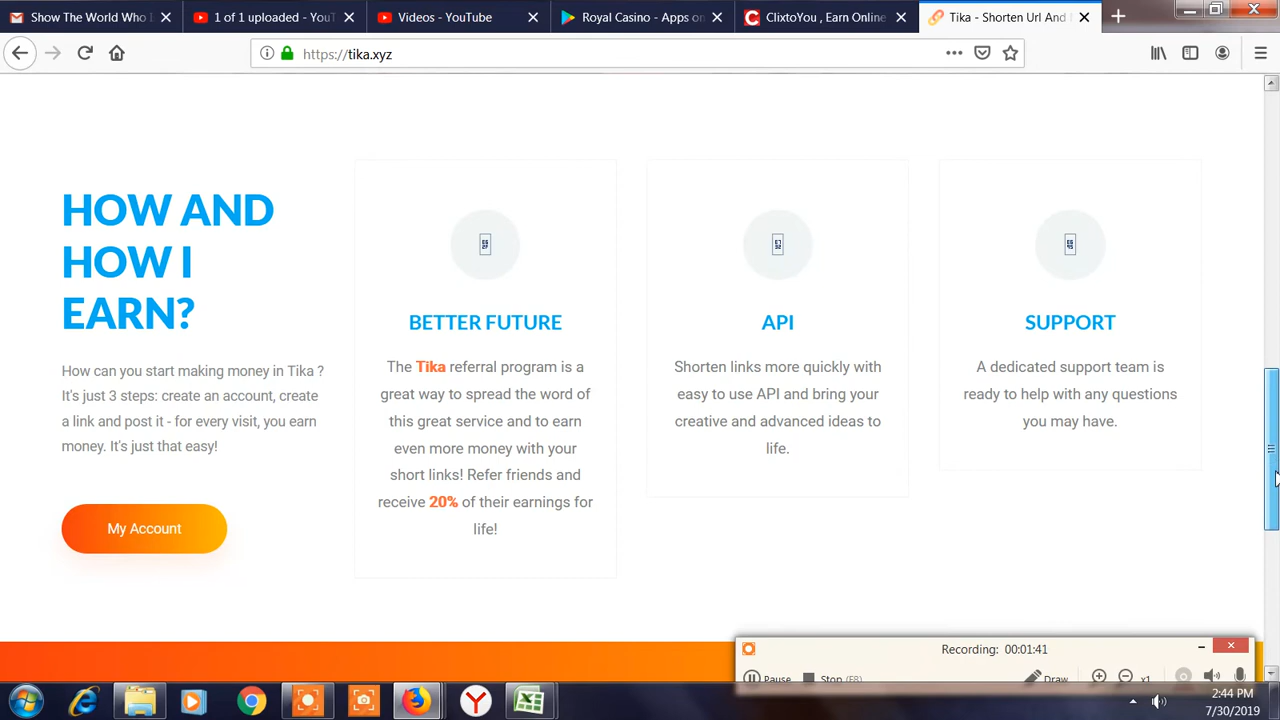 Show The World Who L
1 of 1 uploaded - YouT
Videos - YouTube
Royal Casino - Apps on
ClixtoYou , Earn Online
Tika - Shorten Url And
https://tika.xyz
HOW AND
HOW I
EARN?
How can you start making money in Tika ?
It's just 3 steps: create an account, create
a link and post it - for every visit, you earn
money. It's just that easy!
My Account
BETTER FUTURE
The Tika referral program is a
great way to spread the word of
this great service and to earn
even more money with your
short links! Refer friends and
receive 20% of their earnings for
life!
API
Shorten links more quickly with
easy to use API and bring your
creative and advanced ideas to
life.
SUPPORT
A dedicated support team is
ready to help with any questions
you may have.
Recording: 00:01:41
Pause
Stop (F8)
Draw
x1
2:44 PM
7/30/2019